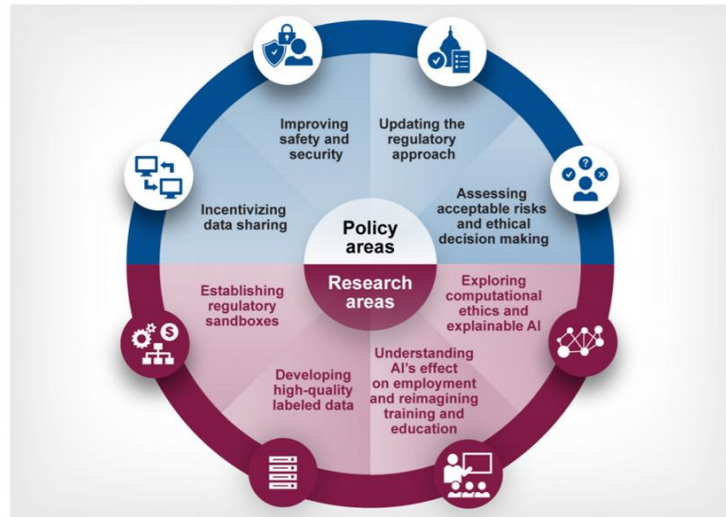 Improving
safety and
security
Updating the
regulatory
approach
Incentivizing
data sharing
Assessing
acceptable risks
and ethical
decision making
Policy
areas
Research
areas
Establishing
regulatory
sandboxes
Exploring
computational
ethics and
explainable AI
Developing
high-quality
labeled data
Understanding
AI's effect
on employment
and reimagining
training and
education